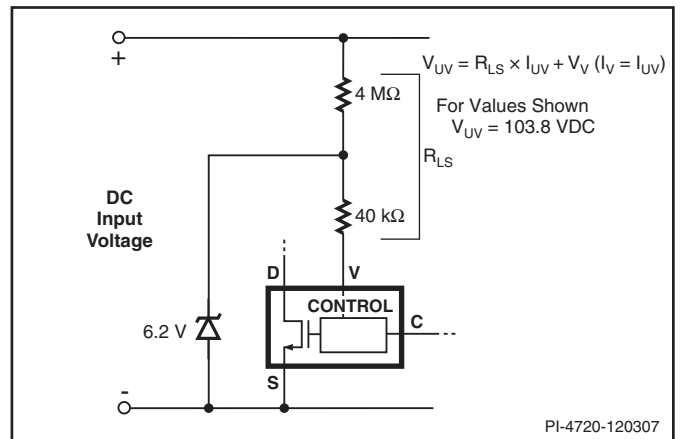 +
V_UV = R_LS × I_UV + V_V (I_V = I_UV)
4 MΩ
For Values Shown
V_UV = 103.8 VDC
R_LS
DC
Input
Voltage
40 kΩ
D
V
CONTROL
C
6.2 V
S
-
PI-4720-120307